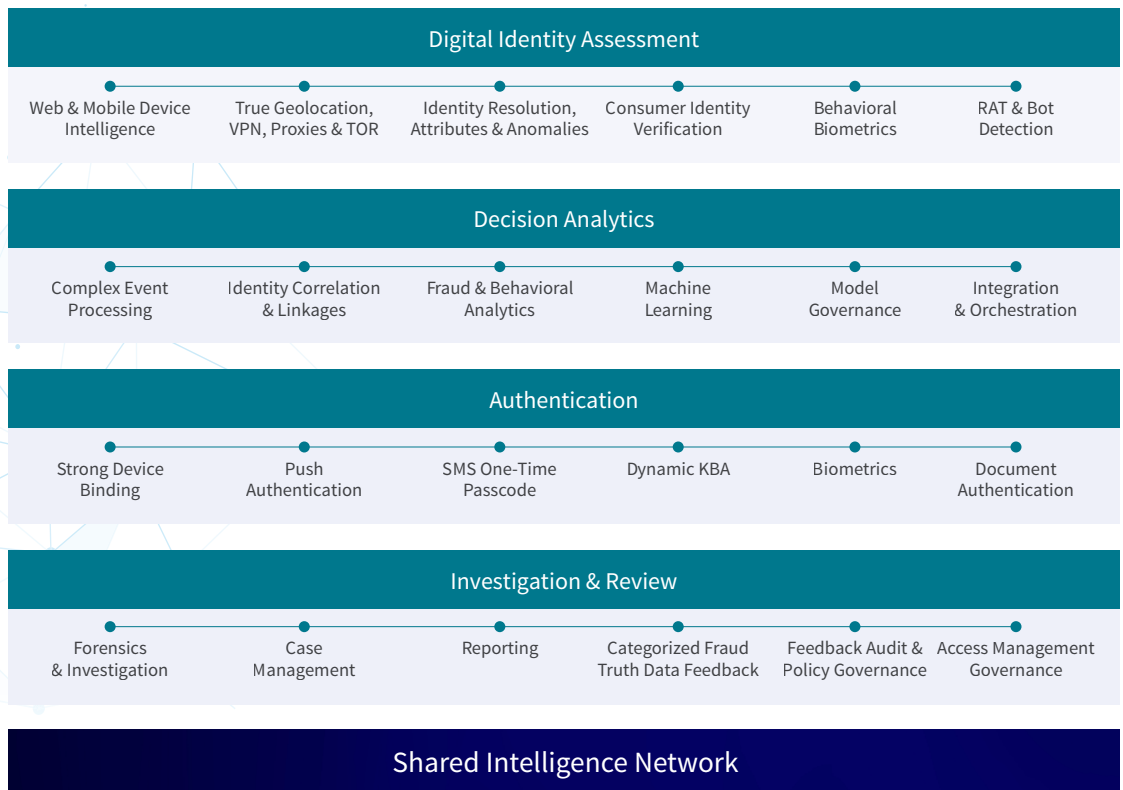 Digital Identity Assessment
Web & Mobile Device
Intelligence
True Geolocation,
VPN, Proxies & TOR
Identity Resolution,
Attributes & Anomalies
Consumer Identity
Verification
Behavioral
Biometrics
RAT & Bot
Detection
Decision Analytics
Complex Event
Processing
Identity Correlation
& Linkages
Fraud & Behavioral
Analytics
Machine
Learning
Model
Governance
Integration
& Orchestration
Authentication
Strong Device
Binding
Push
Authentication
SMS One-Time
Passcode
Dynamic KBA
Biometrics
Document
Authentication
Investigation & Review
Forensics
& Investigation
Case
Management
Reporting
Categorized Fraud
Truth Data Feedback
Feedback Audit &
Policy Governance
Access Management
Governance
Shared Intelligence Network